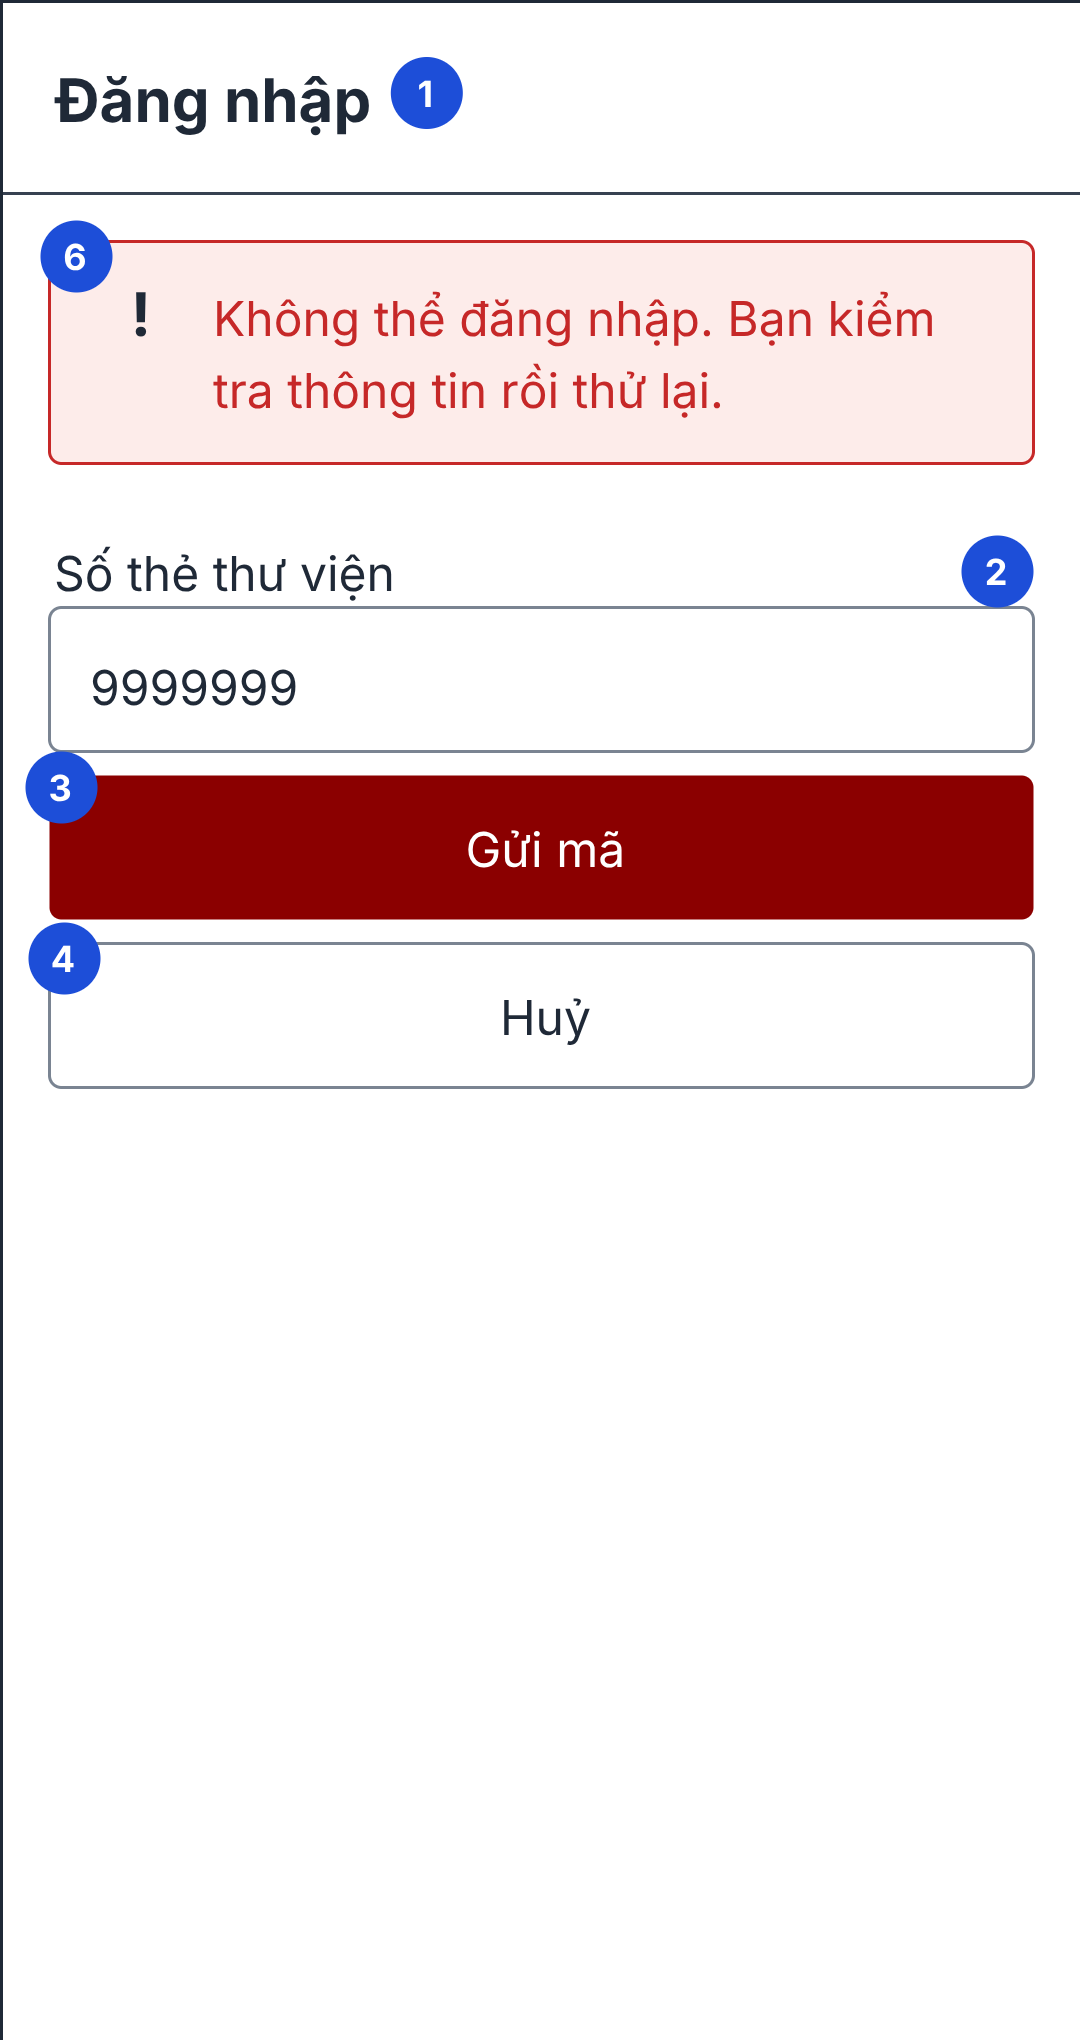 Đăng nhập 1
6
! Không thể đăng nhập. Bạn kiểm
tra thông tin rồi thử lại.
Số thẻ thư viện 2
9999999
3
Gửi mã
4
Huỷ